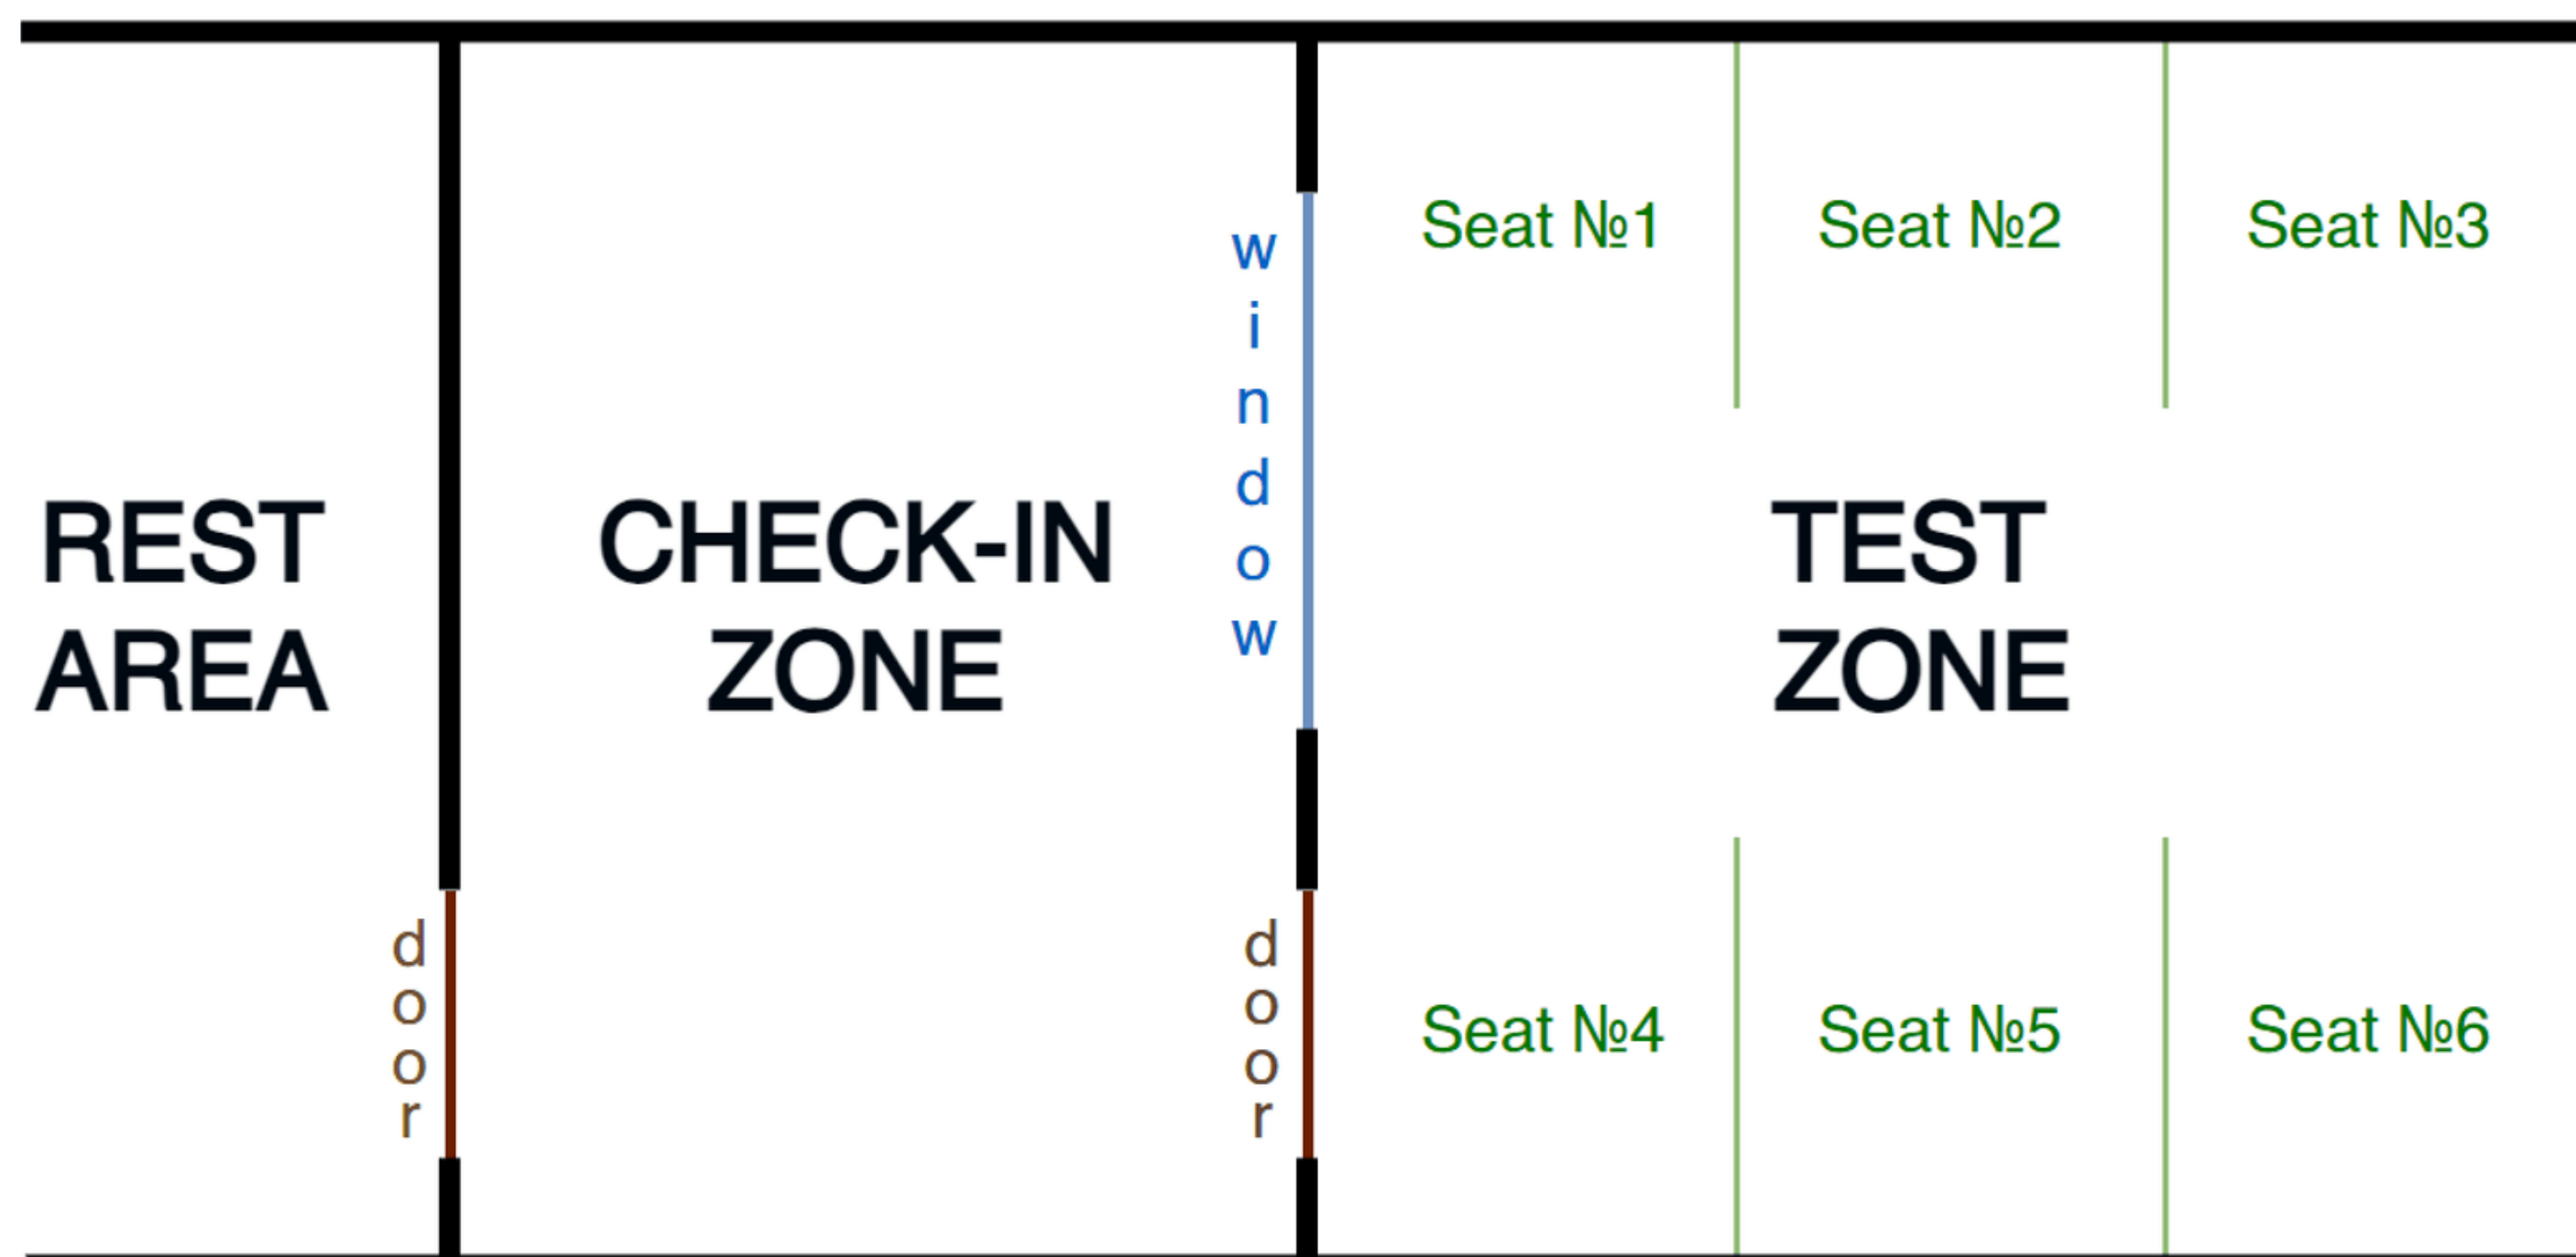 Seat №1
Seat №2
Seat №3
window
REST
AREA
CHECK-IN
ZONE
TEST
ZONE
door
door
Seat №4
Seat №5
Seat №6